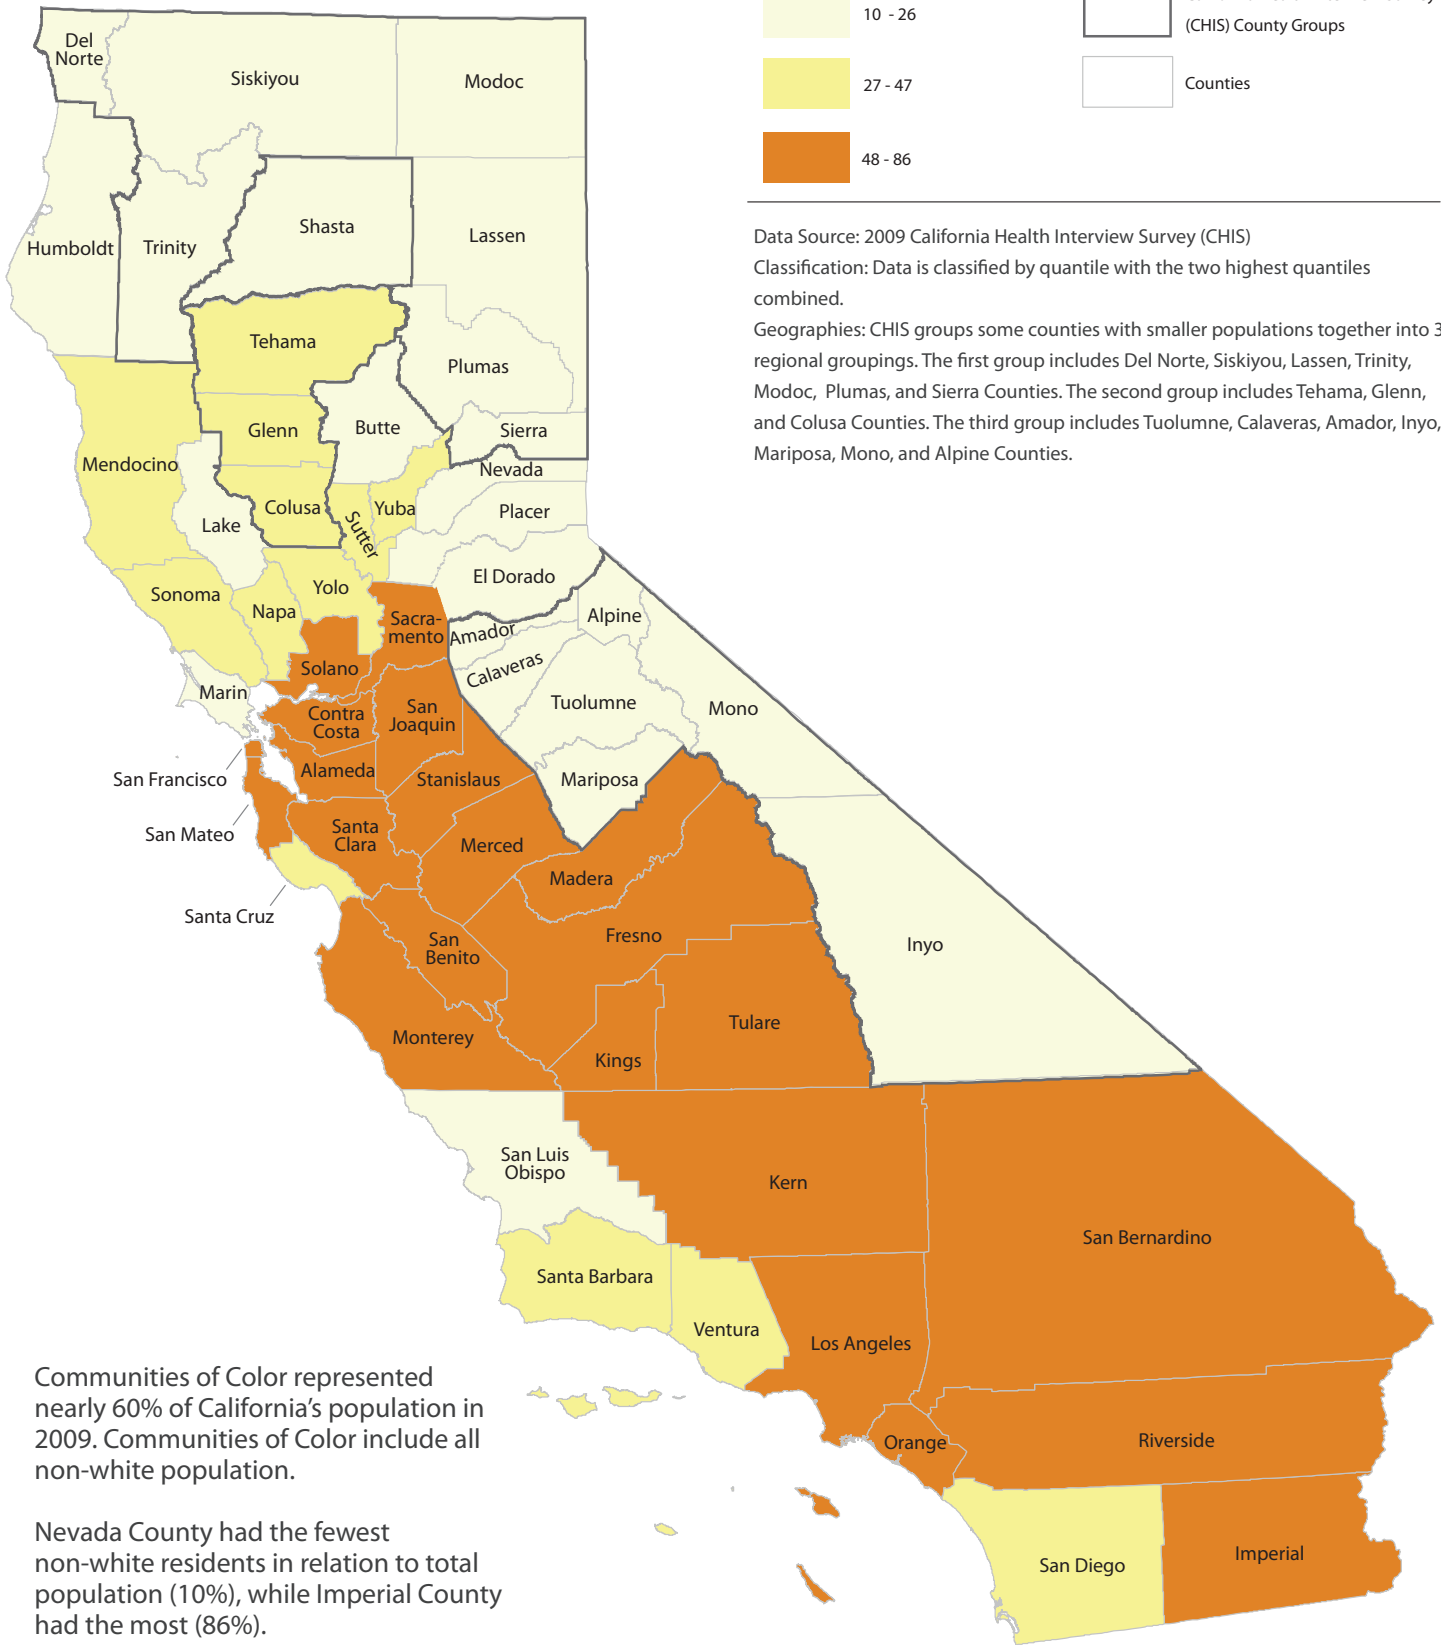 10 - 26
(CHIS) County Groups
27 - 47
Counties
48 - 86
Data Source: 2009 California Health Interview Survey (CHIS)
Classification: Data is classified by quantile with the two highest quantiles
combined.
Geographies: CHIS groups some counties with smaller populations together into 3
regional groupings. The first group includes Del Norte, Siskiyou, Lassen, Trinity,
Modoc, Plumas, and Sierra Counties. The second group includes Tehama, Glenn,
and Colusa Counties. The third group includes Tuolumne, Calaveras, Amador, Inyo,
Mariposa, Mono, and Alpine Counties.
Del
Norte
Siskiyou
Modoc
Humboldt
Trinity
Shasta
Lassen
Tehama
Plumas
Glenn
Butte
Sierra
Mendocino
Nevada
Colusa
Sutter
Yuba
Placer
Lake
El Dorado
Sonoma
Napa
Yolo
Sacra-
mento
Amador
Alpine
Solano
Calaveras
Marin
Contra
Costa
San
Joaquin
Tuolumne
Mono
San Francisco
Alameda
Stanislaus
Mariposa
San Mateo
Santa
Clara
Merced
Madera
Santa Cruz
San
Benito
Fresno
Inyo
Monterey
Kings
Tulare
San Luis
Obispo
Kern
San Bernardino
Santa Barbara
Ventura
Los Angeles
Orange
Riverside
San Diego
Imperial
Communities of Color represented
nearly 60% of California’s population in
2009. Communities of Color include all
non-white population.
Nevada County had the fewest
non-white residents in relation to total
population (10%), while Imperial County
had the most (86%).